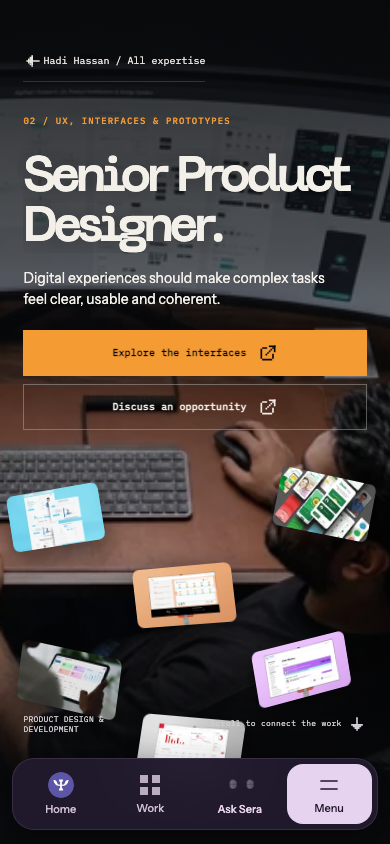 Hadi Hassan / All expertise
02 / UX, INTERFACES & PROTOTYPES
Senior Product
Designer.
Digital experiences should make complex tasks
feel clear, usable and coherent.
Explore the interfaces
Discuss an opportunity
PRODUCT DESIGN &
DEVELOPMENT
to connect the work
Home
Work
Ask Sera
Menu